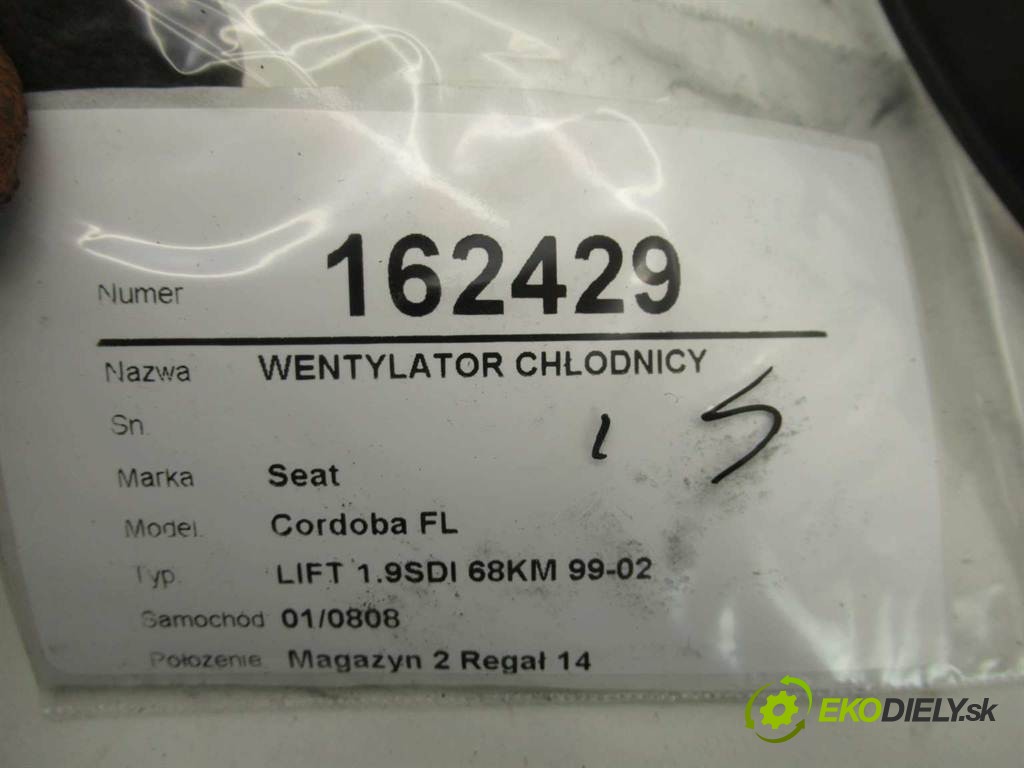 Numer 162429
Nazwa WENTYLATOR CHŁODNICY
Sn.
Marka Seat
Model. Cordoba FL
Typ. LIFT 1.9SDI 68KM 99-02
Samochód 01/0808
Położenie Magazyn 2 Regał 14
EKODIELY.sk